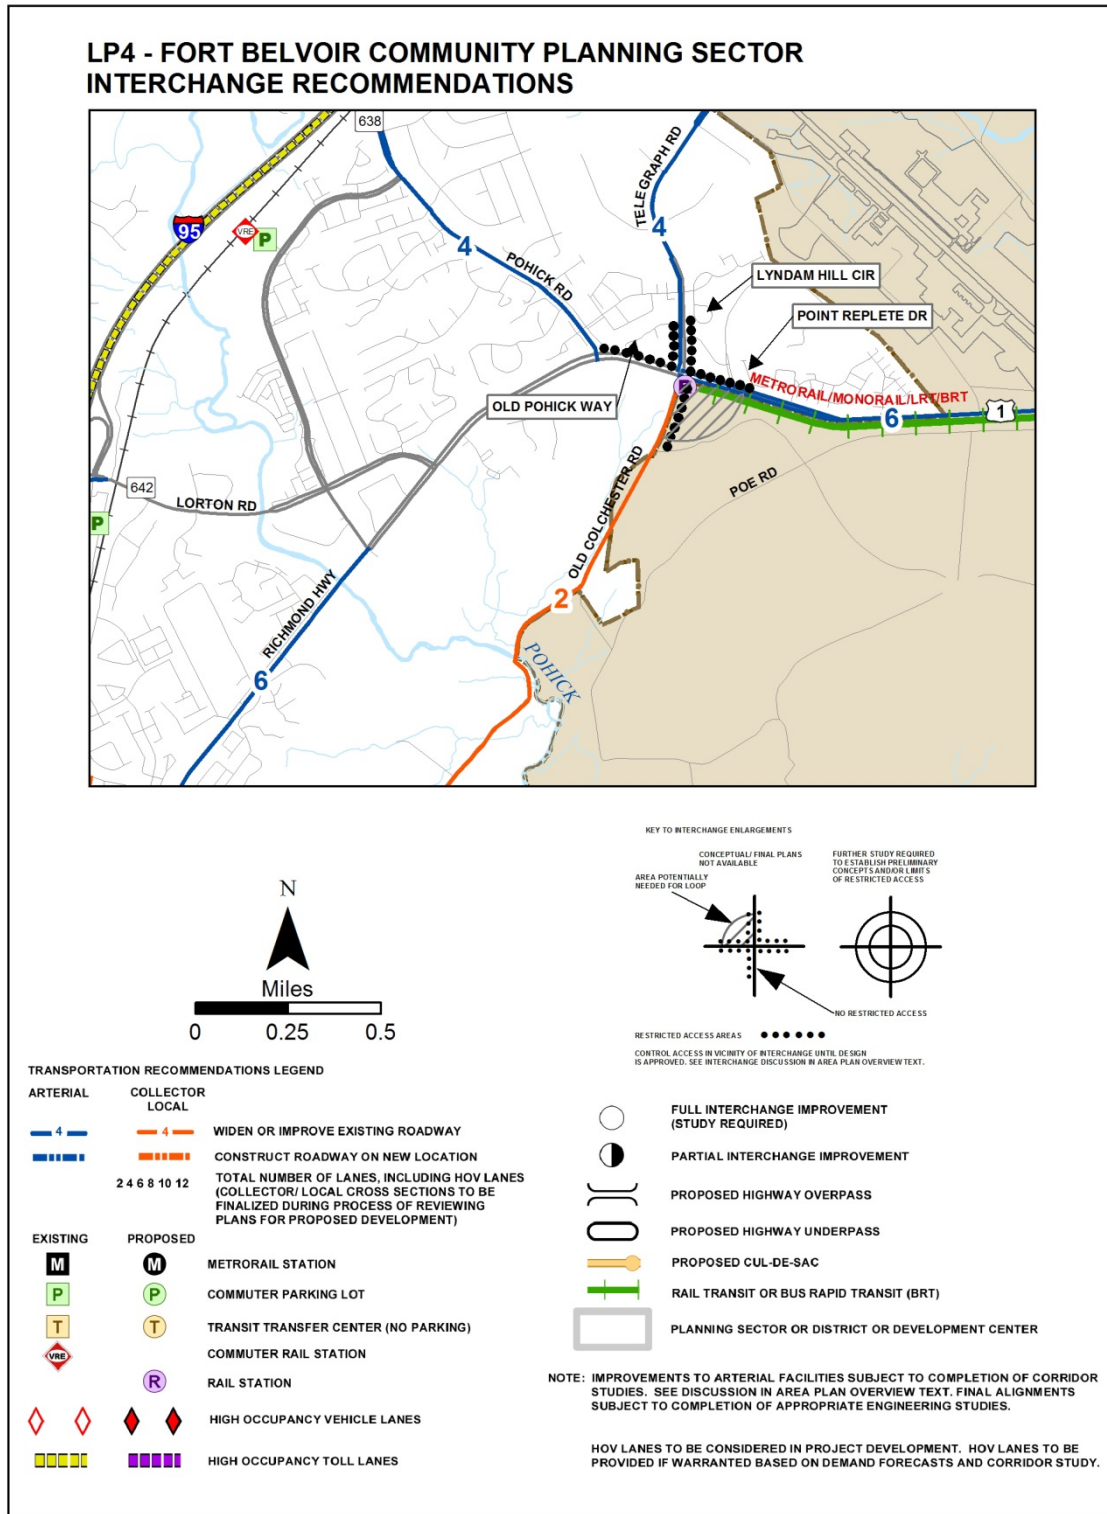 LP4 - FORT BELVOIR COMMUNITY PLANNING SECTOR
INTERCHANGE RECOMMENDATIONS
638
TELEGRAPH RD
95
VRE
P
4
4
POHICK RD
LYNDAM HILL CIR
POINT REPLETE DR
METRORAIL/MONORAIL/LRT/BRT
R
OLD POHICK WAY
6
1
642
LORTON RD
P
OLD COLCHESTER RD
POE RD
RICHMOND HWY
2
POHICK
6
KEY TO INTERCHANGE ENLARGEMENTS
CONCEPTUAL/ FINAL PLANS
NOT AVAILABLE
FURTHER STUDY REQUIRED
TO ESTABLISH PRELIMINARY
CONCEPTS AND/OR LIMITS
OF RESTRICTED ACCESS
AREA POTENTIALLY
NEEDED FOR LOOP
NO RESTRICTED ACCESS
RESTRICTED ACCESS AREAS
CONTROL ACCESS IN VICINITY OF INTERCHANGE UNTIL DESIGN
IS APPROVED. SEE INTERCHANGE DISCUSSION IN AREA PLAN OVERVIEW TEXT.
N
Miles
0 0.25 0.5
TRANSPORTATION RECOMMENDATIONS LEGEND
ARTERIAL COLLECTOR
LOCAL
4 4 WIDEN OR IMPROVE EXISTING ROADWAY
CONSTRUCT ROADWAY ON NEW LOCATION
2 4 6 8 10 12 TOTAL NUMBER OF LANES, INCLUDING HOV LANES
(COLLECTOR/ LOCAL CROSS SECTIONS TO BE
FINALIZED DURING PROCESS OF REVIEWING
PLANS FOR PROPOSED DEVELOPMENT)
EXISTING PROPOSED
M M METRORAIL STATION
P P COMMUTER PARKING LOT
T T TRANSIT TRANSFER CENTER (NO PARKING)
VRE COMMUTER RAIL STATION
R RAIL STATION
HIGH OCCUPANCY VEHICLE LANES
HIGH OCCUPANCY TOLL LANES
FULL INTERCHANGE IMPROVEMENT
(STUDY REQUIRED)
PARTIAL INTERCHANGE IMPROVEMENT
PROPOSED HIGHWAY OVERPASS
PROPOSED HIGHWAY UNDERPASS
PROPOSED CUL-DE-SAC
RAIL TRANSIT OR BUS RAPID TRANSIT (BRT)
PLANNING SECTOR OR DISTRICT OR DEVELOPMENT CENTER
NOTE: IMPROVEMENTS TO ARTERIAL FACILITIES SUBJECT TO COMPLETION OF CORRIDOR
STUDIES. SEE DISCUSSION IN AREA PLAN OVERVIEW TEXT. FINAL ALIGNMENTS
SUBJECT TO COMPLETION OF APPROPRIATE ENGINEERING STUDIES.
HOV LANES TO BE CONSIDERED IN PROJECT DEVELOPMENT. HOV LANES TO BE
PROVIDED IF WARRANTED BASED ON DEMAND FORECASTS AND CORRIDOR STUDY.